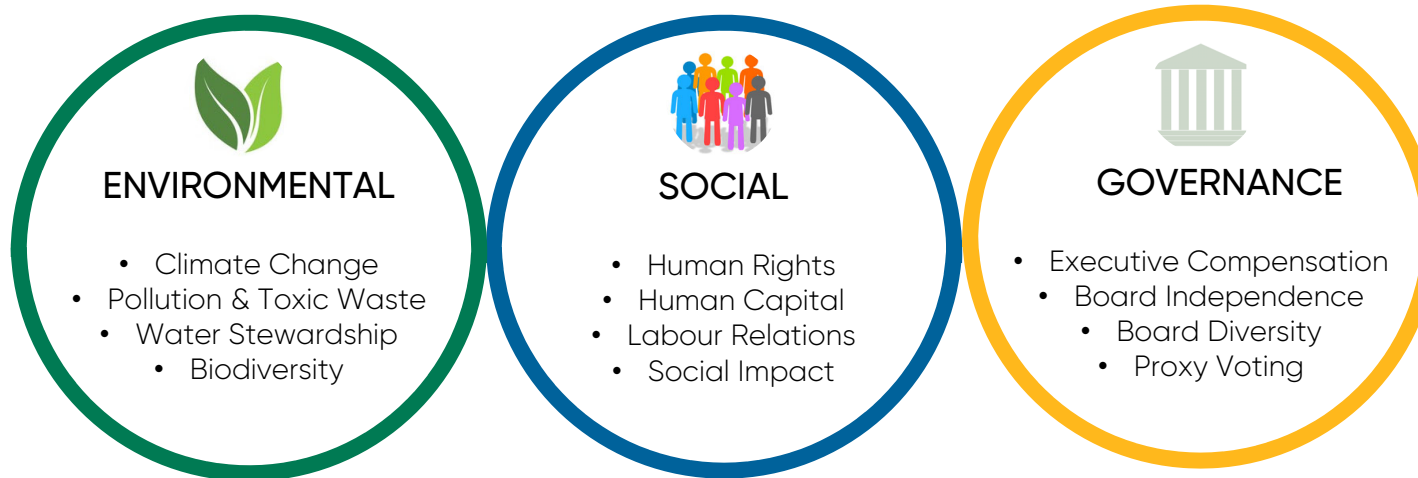 ENVIRONMENTAL
• Climate Change
• Pollution & Toxic Waste
• Water Stewardship
• Biodiversity
SOCIAL
• Human Rights
• Human Capital
• Labour Relations
• Social Impact
GOVERNANCE
• Executive Compensation
• Board Independence
• Board Diversity
• Proxy Voting